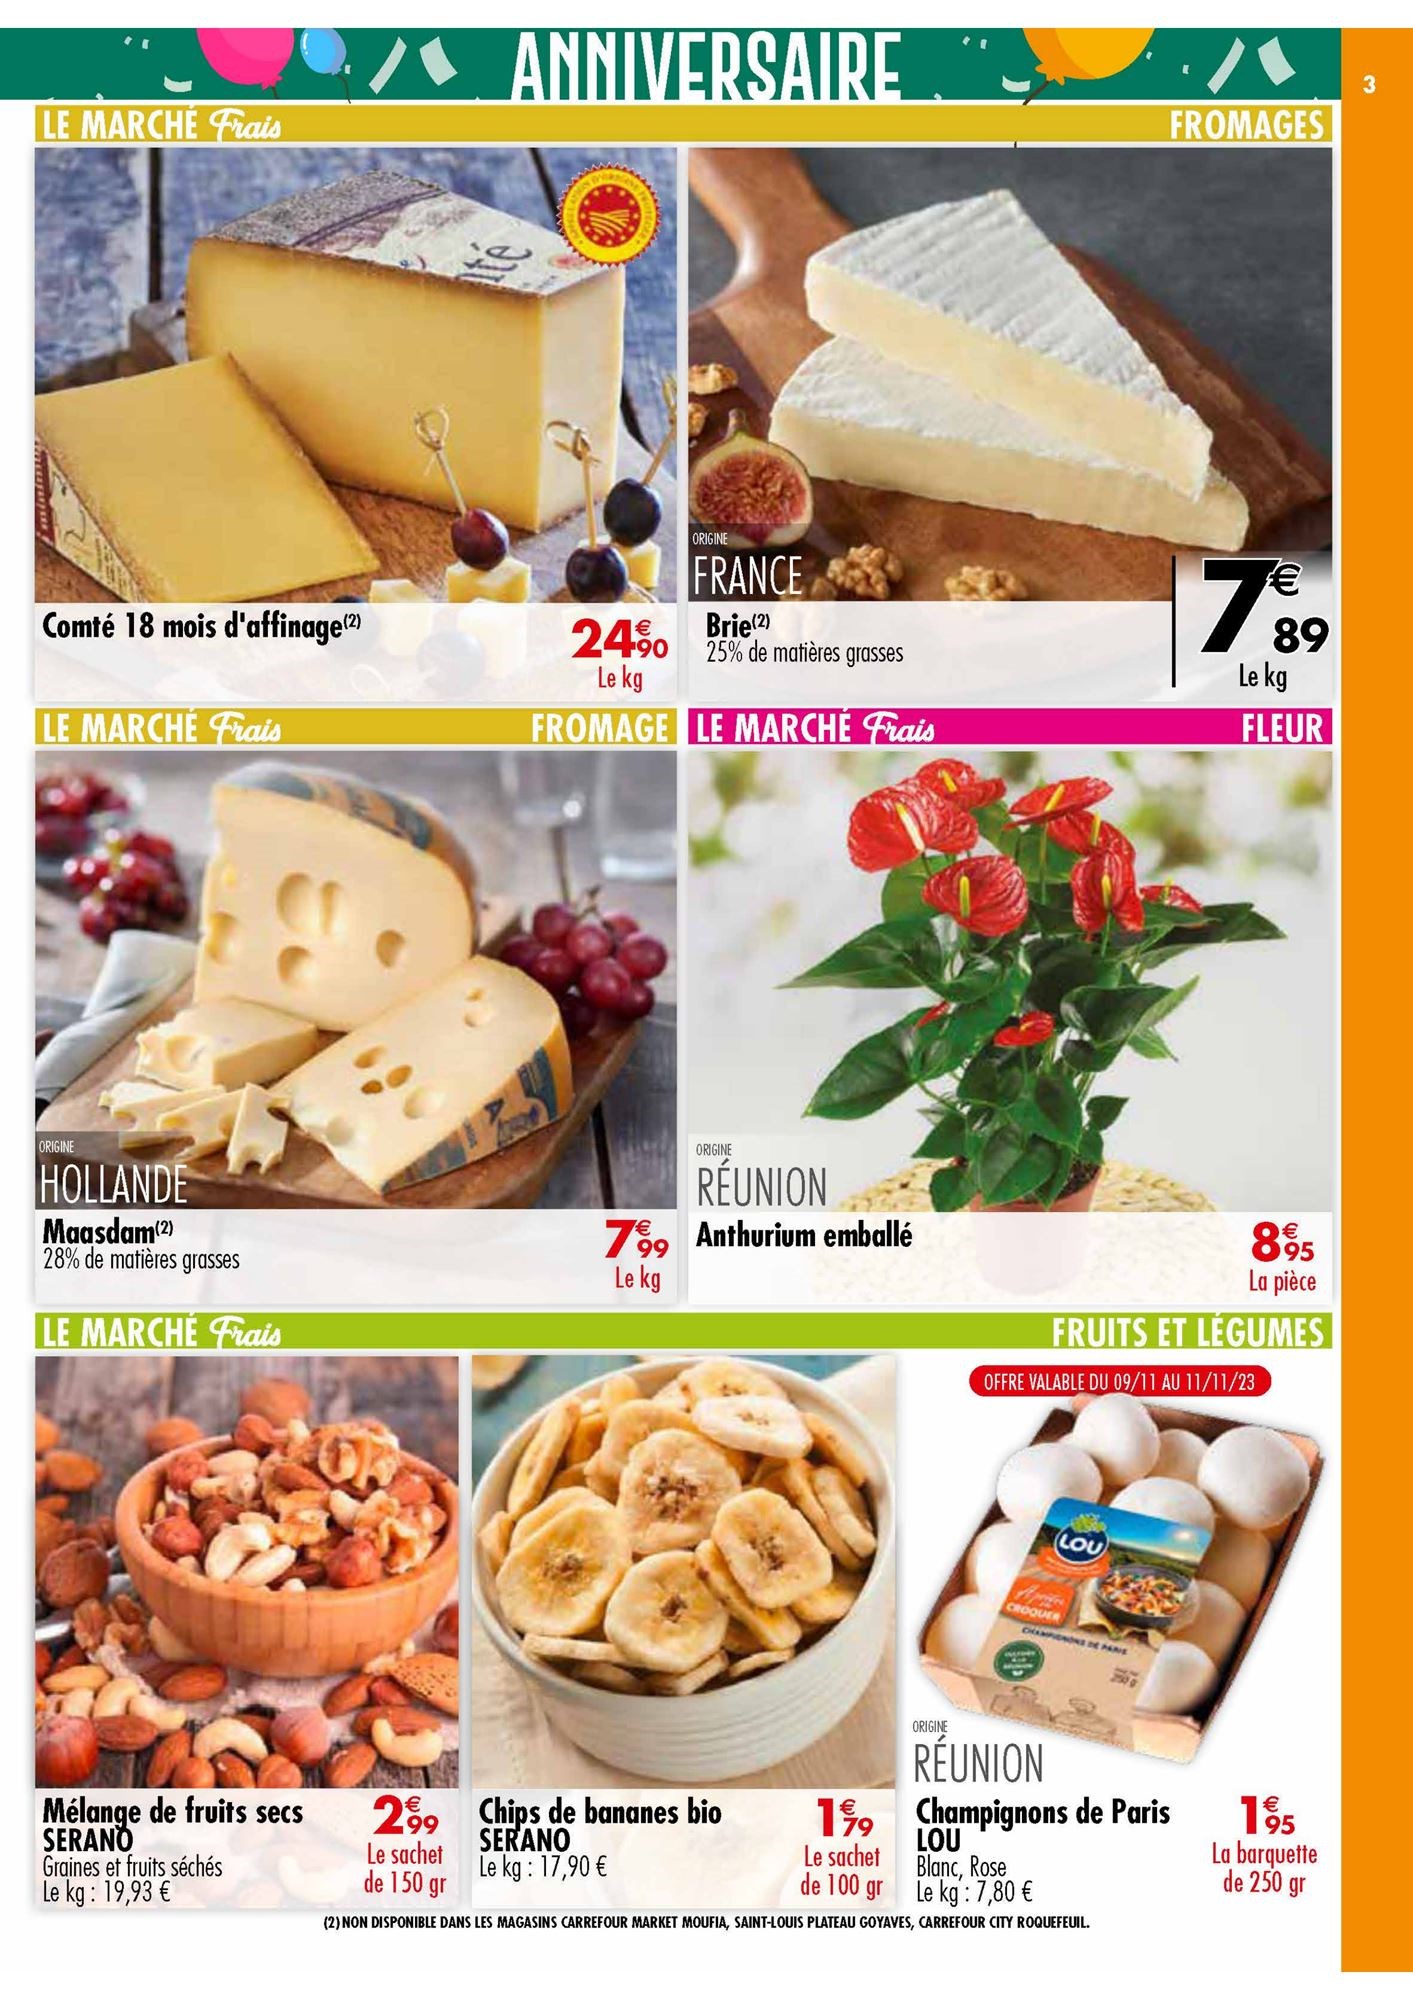 ANNIVERSAIRE
3
LE MARCHÉ Frais
FROMAGES
APPELLATION D'ORIGINE PROTÉGÉE
ORIGINE
FRANCE
Comté 18 mois d'affinage(2)
24€90
Le kg
Brie(2)
25% de matières grasses
7€89
Le kg
LE MARCHÉ Frais
FROMAGE
LE MARCHÉ Frais
FLEUR
ORIGINE
HOLLANDE
Maasdam(2)
28% de matières grasses
7€99
Le kg
ORIGINE
RÉUNION
Anthurium emballé
8€95
La pièce
LE MARCHÉ Frais
FRUITS ET LÉGUMES
OFFRE VALABLE DU 09/11 AU 11/11/23
LOU
CROQUER
CHAMPIGNONS DE PARIS
250 g
ORIGINE
RÉUNION
Mélange de fruits secs
SERANO
Graines et fruits séchés
Le kg : 19,93 €
2€99
Le sachet
de 150 gr
Chips de bananes bio
SERANO
Le kg : 17,90 €
1€79
Le sachet
de 100 gr
Champignons de Paris
LOU
Blanc, Rose
Le kg : 7,80 €
1€95
La barquette
de 250 gr
(2) NON DISPONIBLE DANS LES MAGASINS CARREFOUR MARKET MOUFIA, SAINT-LOUIS PLATEAU GOYAVES, CARREFOUR CITY ROQUEFEUIL.